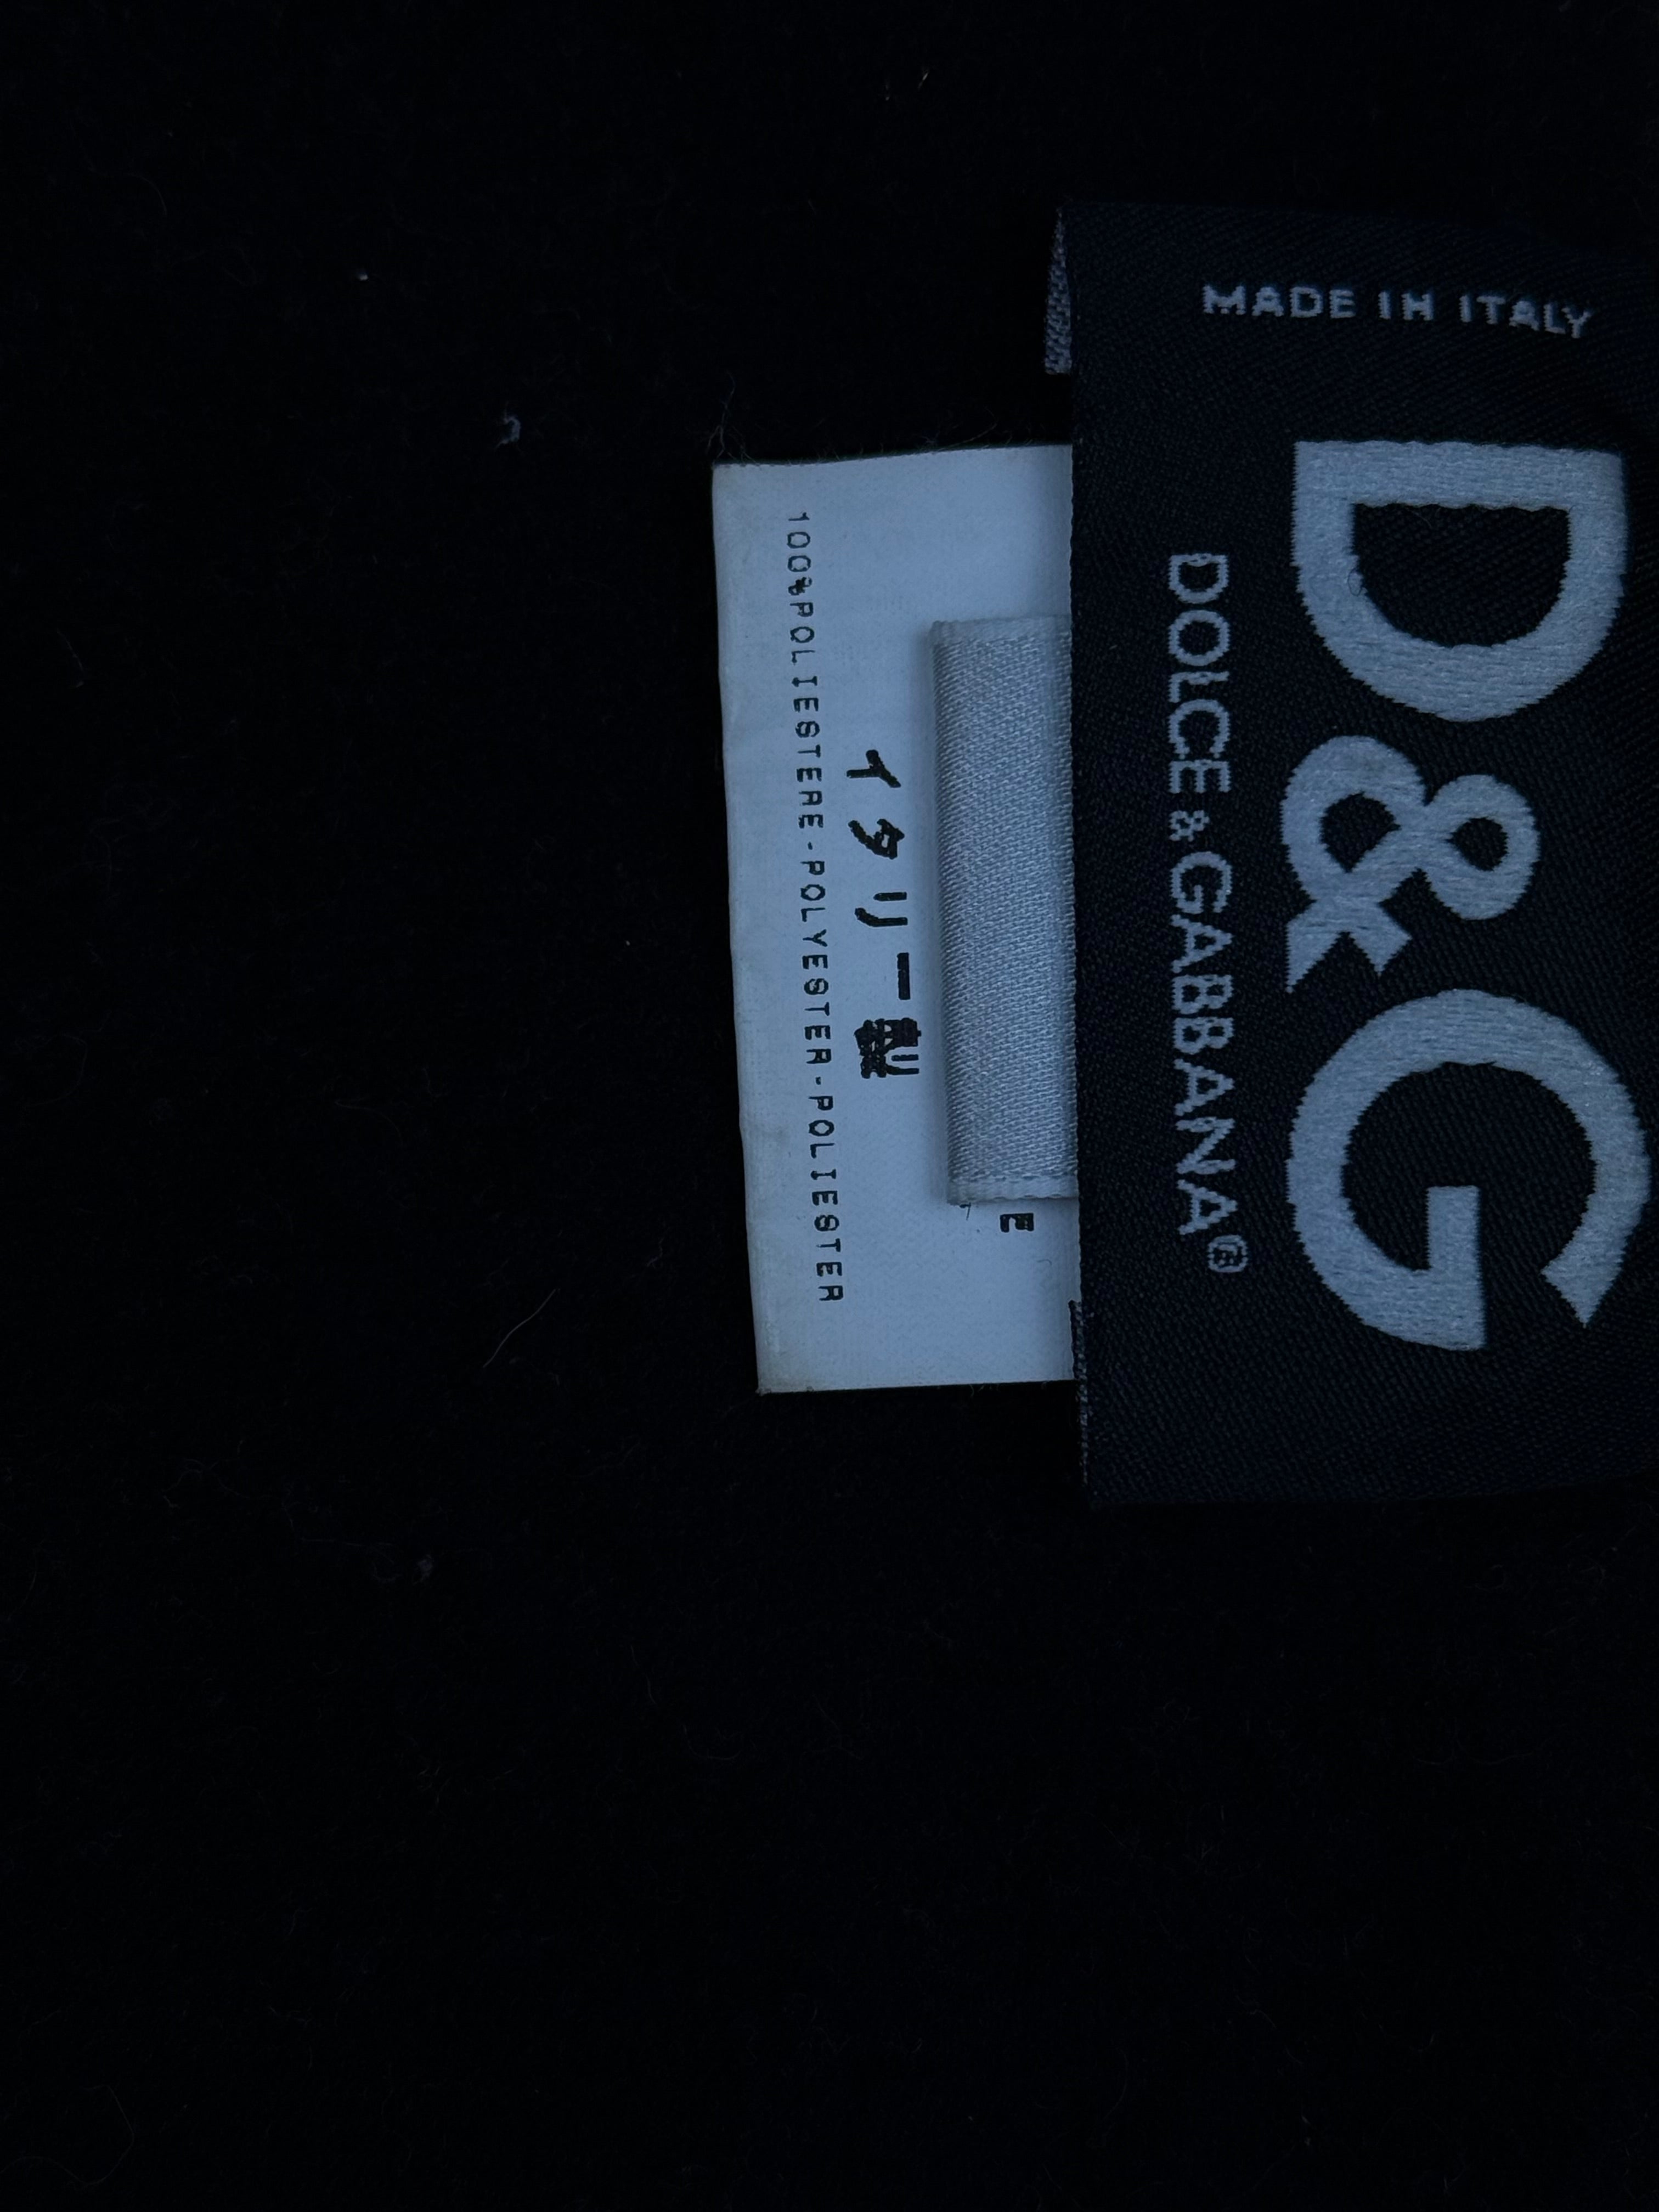 MADE IN ITALY
D&G
DOLCE & GABBANA®
E
イタリー製
100%POLIESTERE-POLYESTER-POLIESTER